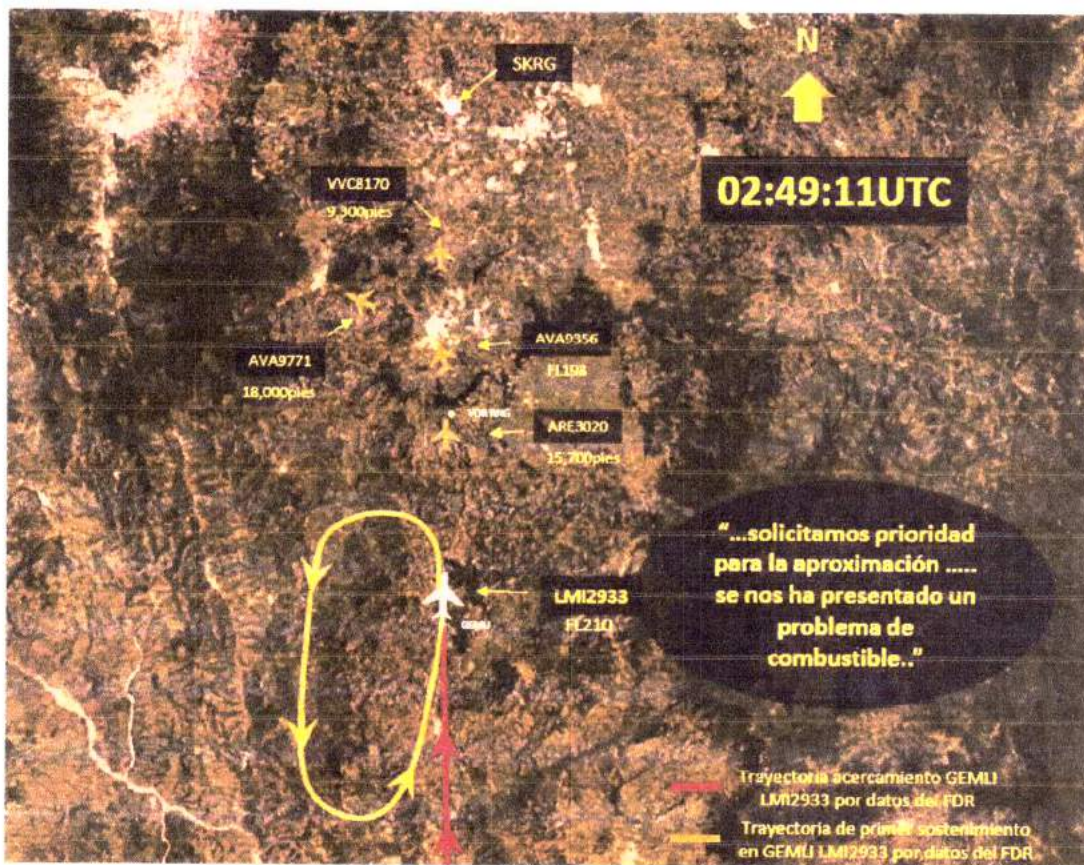 N
SKRG
02:49:11UTC
VVC8170
9,300pies
AVA9771
18,000pies
AVA9356
FL198
VOR RNG
ARE3020
15,700pies
"...solicitamos prioridad
para la aproximación .....
se nos ha presentado un
problema de
combustible.."
LMI2933
FL210
GEMLI
Trayectoria acercamiento GEMLI
LMI2933 por datos del FDR
Trayectoria de primer sostenimiento
en GEMLI LMI2933 por datos del FDR